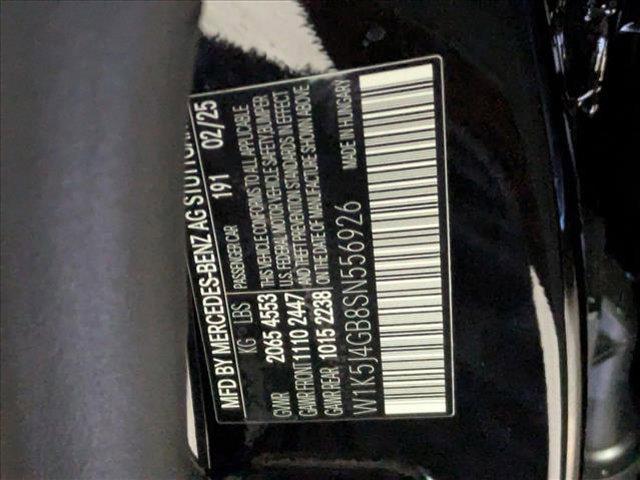 MFD BY MERCEDES-BENZ AG STUTTGART
KG LBS 191 02/25
GVWR 2065 4553 PASSENGER CAR
GAWR FRONT 1110 2447 THIS VEHICLE CONFORMS TO ALL APPLICABLE
GAWR REAR 1015 2238 U.S. FEDERAL MOTOR VEHICLE SAFETY, BUMPER,
AND THEFT PREVENTION STANDARDS IN EFFECT
ON THE DATE OF MANUFACTURE SHOWN ABOVE
W1K5J4GB8SN556926 MADE IN HUNGARY